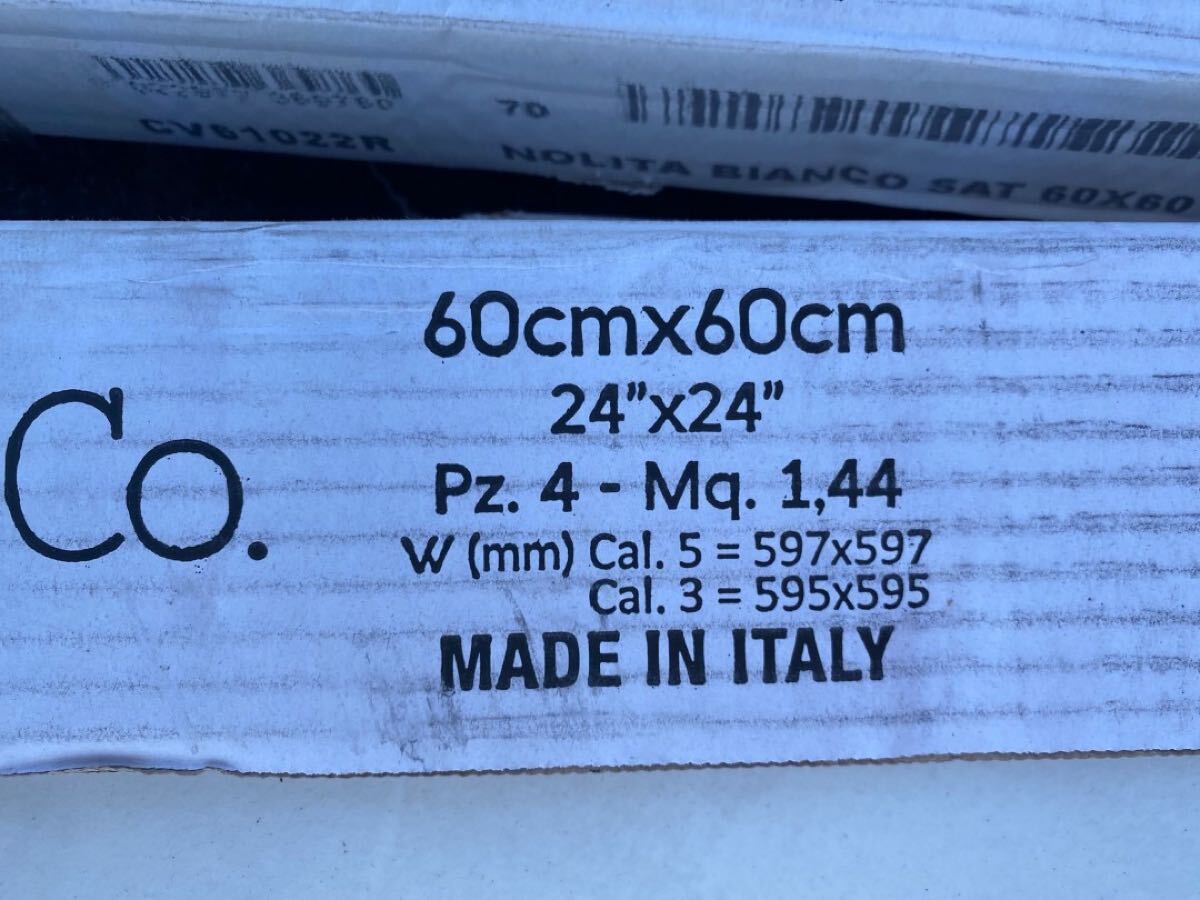 CV61022R
70
NOLITA BIANCO SAT 60X60
Co.
60cmx60cm
24”x24”
Pz. 4 - Mq. 1,44
W (mm) Cal. 5 = 597x597
Cal. 3 = 595x595
MADE IN ITALY